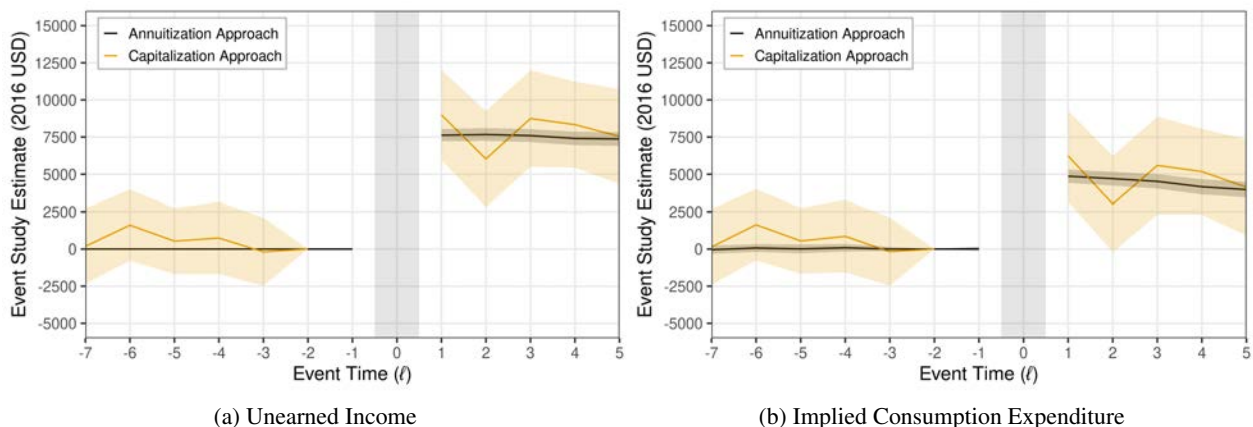 Annuitization Approach
Capitalization Approach
Event Study Estimate (2016 USD)
15000
12500
10000
7500
5000
2500
0
-2500
-5000
-7 -6 -5 -4 -3 -2 -1 0 1 2 3 4 5
Event Time (ℓ)
(a) Unearned Income
Annuitization Approach
Capitalization Approach
Event Study Estimate (2016 USD)
15000
12500
10000
7500
5000
2500
0
-2500
-5000
-7 -6 -5 -4 -3 -2 -1 0 1 2 3 4 5
Event Time (ℓ)
(b) Implied Consumption Expenditure